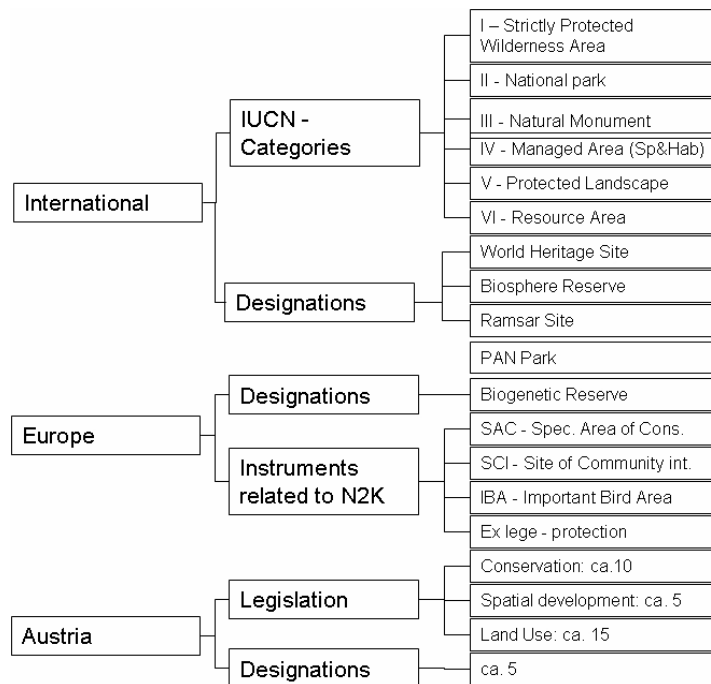 International
IUCN -
Categories
I – Strictly Protected
Wilderness Area
II - National park
III - Natural Monument
IV - Managed Area (Sp&Hab)
V - Protected Landscape
VI - Resource Area
Designations
World Heritage Site
Biosphere Reserve
Ramsar Site
PAN Park
Europe
Designations
Biogenetic Reserve
Instruments
related to N2K
SAC - Spec. Area of Cons.
SCI - Site of Community int.
IBA - Important Bird Area
Ex lege - protection
Austria
Legislation
Conservation: ca.10
Spatial development: ca. 5
Land Use: ca. 15
Designations
ca. 5